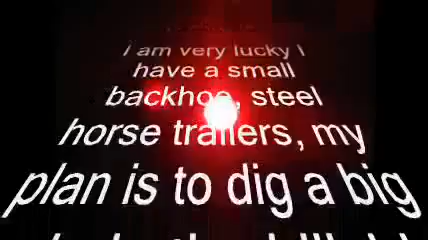 I am very lucky I
have a small
backhoe, steel
horse trailers, my
plan is to dig a big